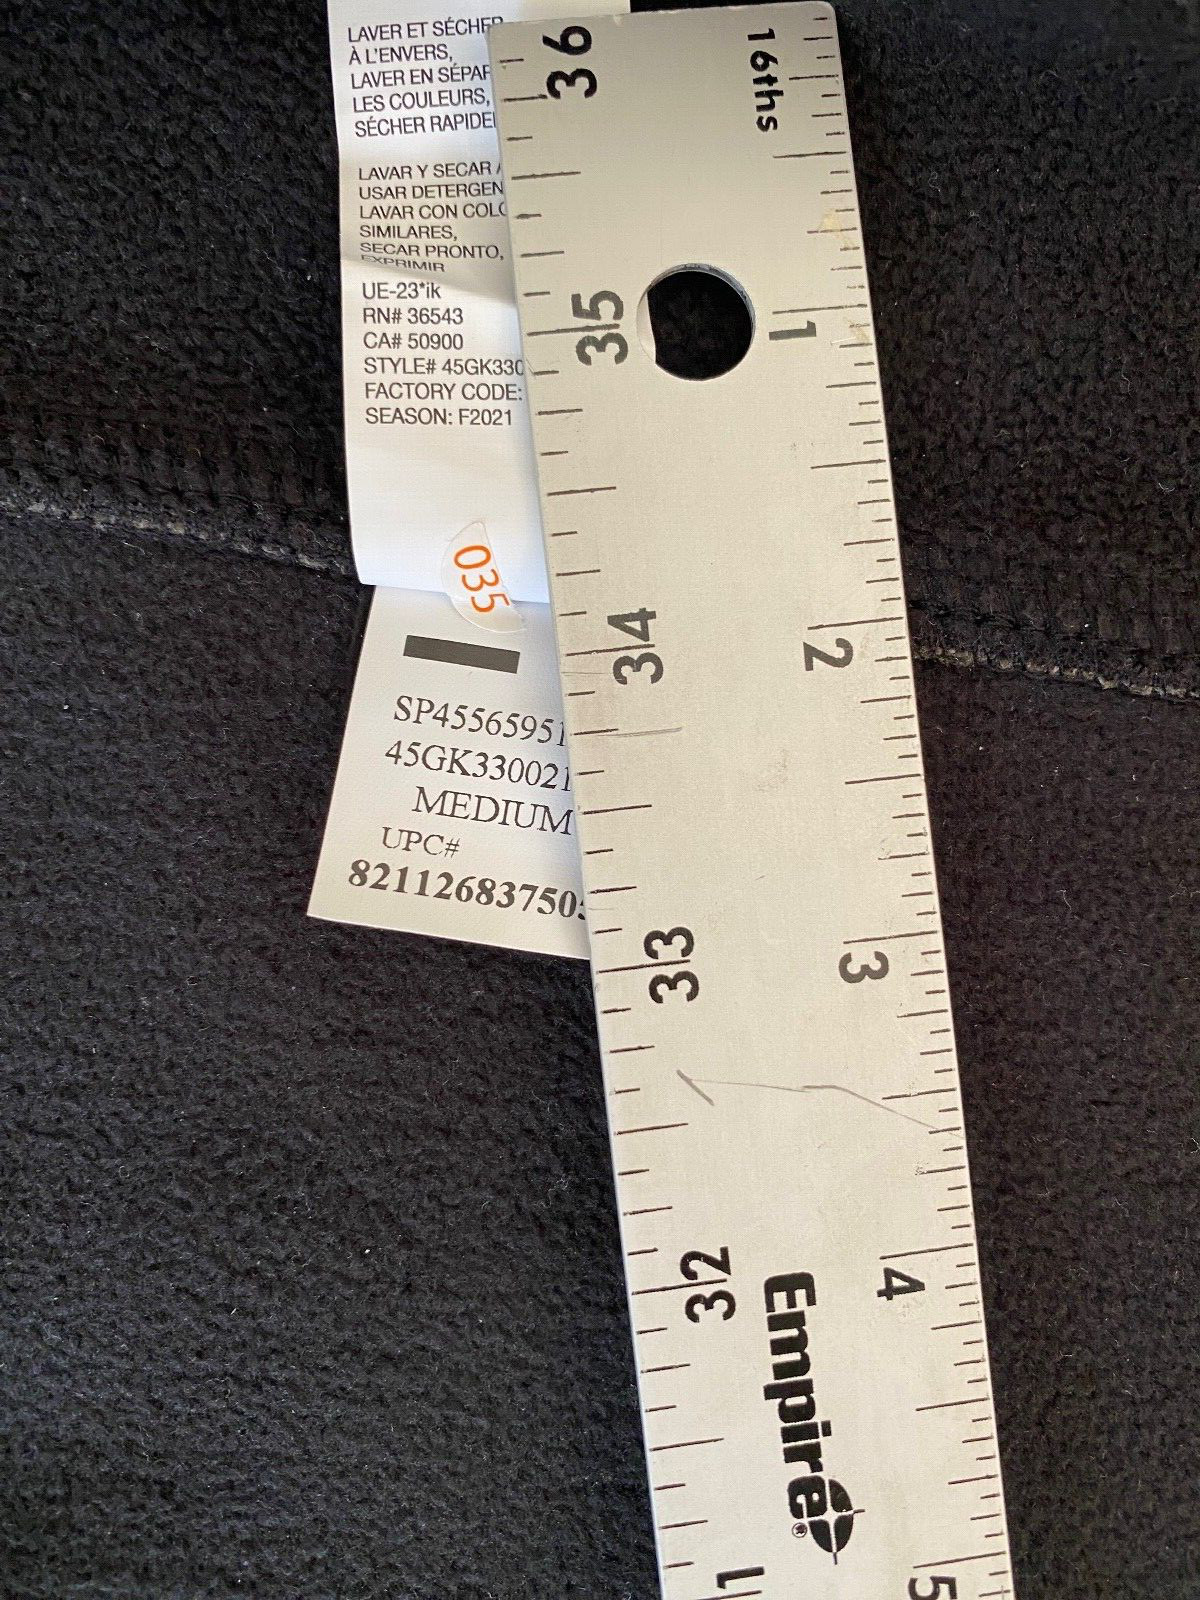 LAVER ET SÉCHER
À L'ENVERS,
LAVER EN SÉPAR
LES COULEURS,
SÉCHER
LAVAR Y SECAR
USAR DETERGEN
LAVAR CON COLO
SIMILARES,
SECAR PRONTO,
EXPRIMIR
UE-23*ik
RN# 36543
CA# 50900
STYLE# 45GK330
FACTORY CODE:
SEASON: F2021
035
SP45565951
45GK330021
MEDIUM
UPC#
82112683750
36
35
34
33
32
1
16ths
1
2
3
4
5
Empire®